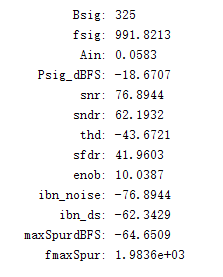 Bsig: 325
fsig: 991.8213
Ain: 0.0583
Psig_dBFS: -18.6707
snr: 76.8944
sndr: 62.1932
thd: -43.6721
sfdr: 41.9603
enob: 10.0387
ibn_noise: -76.8944
ibn_ds: -62.3429
maxSpurdBFS: -64.6509
fmaxSpur: 1.9836e+03